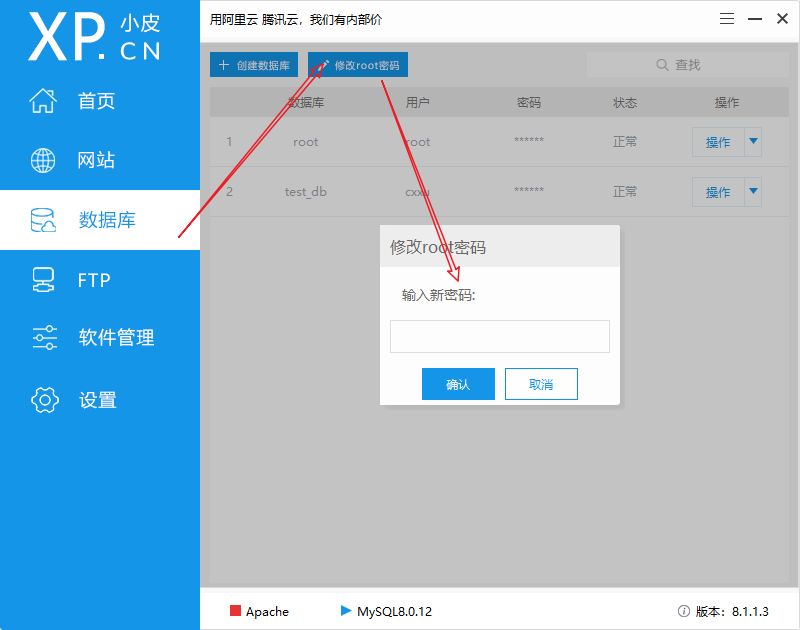 XP.小皮
CN
首页
网站
数据库
FTP
软件管理
设置
用阿里云 腾讯云，我们有内部价
创建数据库 修改root密码 查找
数据库 用户 密码 状态 操作
1 root root ****** 正常 操作
2 test_db ****** 正常 操作
修改root密码
输入新密码:
确认 取消
Apache MySQL8.0.12 版本： 8.1.1.3